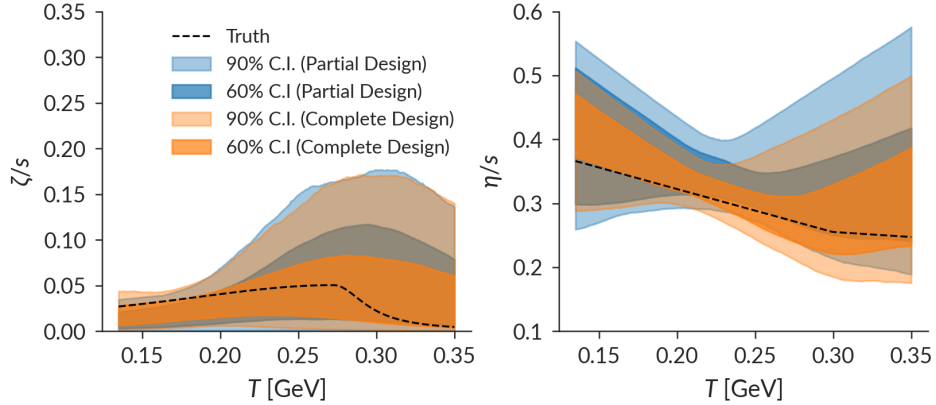 0.35
0.30
0.25
0.20
0.15
0.10
0.05
0.00
ζ/s
0.15
0.20
0.25
0.30
0.35
T [GeV]
Truth
90% C.I. (Partial Design)
60% C.I (Partial Design)
90% C.I. (Complete Design)
60% C.I (Complete Design)
0.6
0.5
0.4
0.3
0.2
0.1
η/s
0.15
0.20
0.25
0.30
0.35
T [GeV]